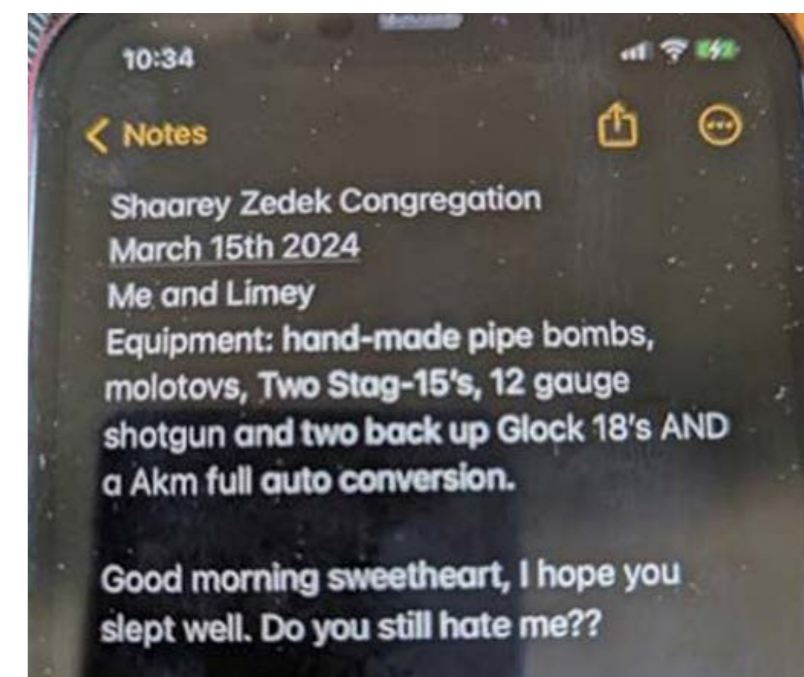 10:34
Notes
Shaarey Zedek Congregation
March 15th 2024
Me and Limey
Equipment: hand-made pipe bombs,
molotovs, Two Stag-15's, 12 gauge
shotgun and two back up Glock 18's AND
a Akm full auto conversion.
Good morning sweetheart, I hope you
slept well. Do you still hate me??